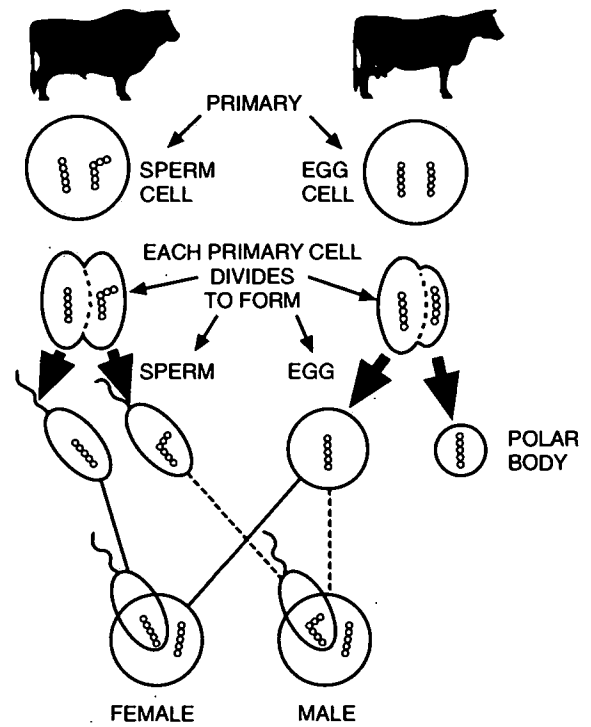 PRIMARY
SPERM
CELL
EGG
CELL
EACH PRIMARY CELL
DIVIDES
TO FORM
SPERM
EGG
POLAR
BODY
FEMALE
MALE